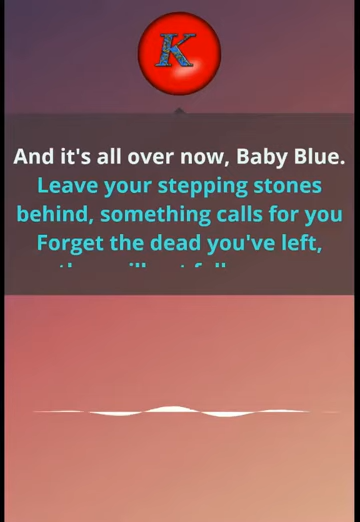 K
And it's all over now, Baby Blue.
Leave your stepping stones
behind, something calls for you
Forget the dead you've left,